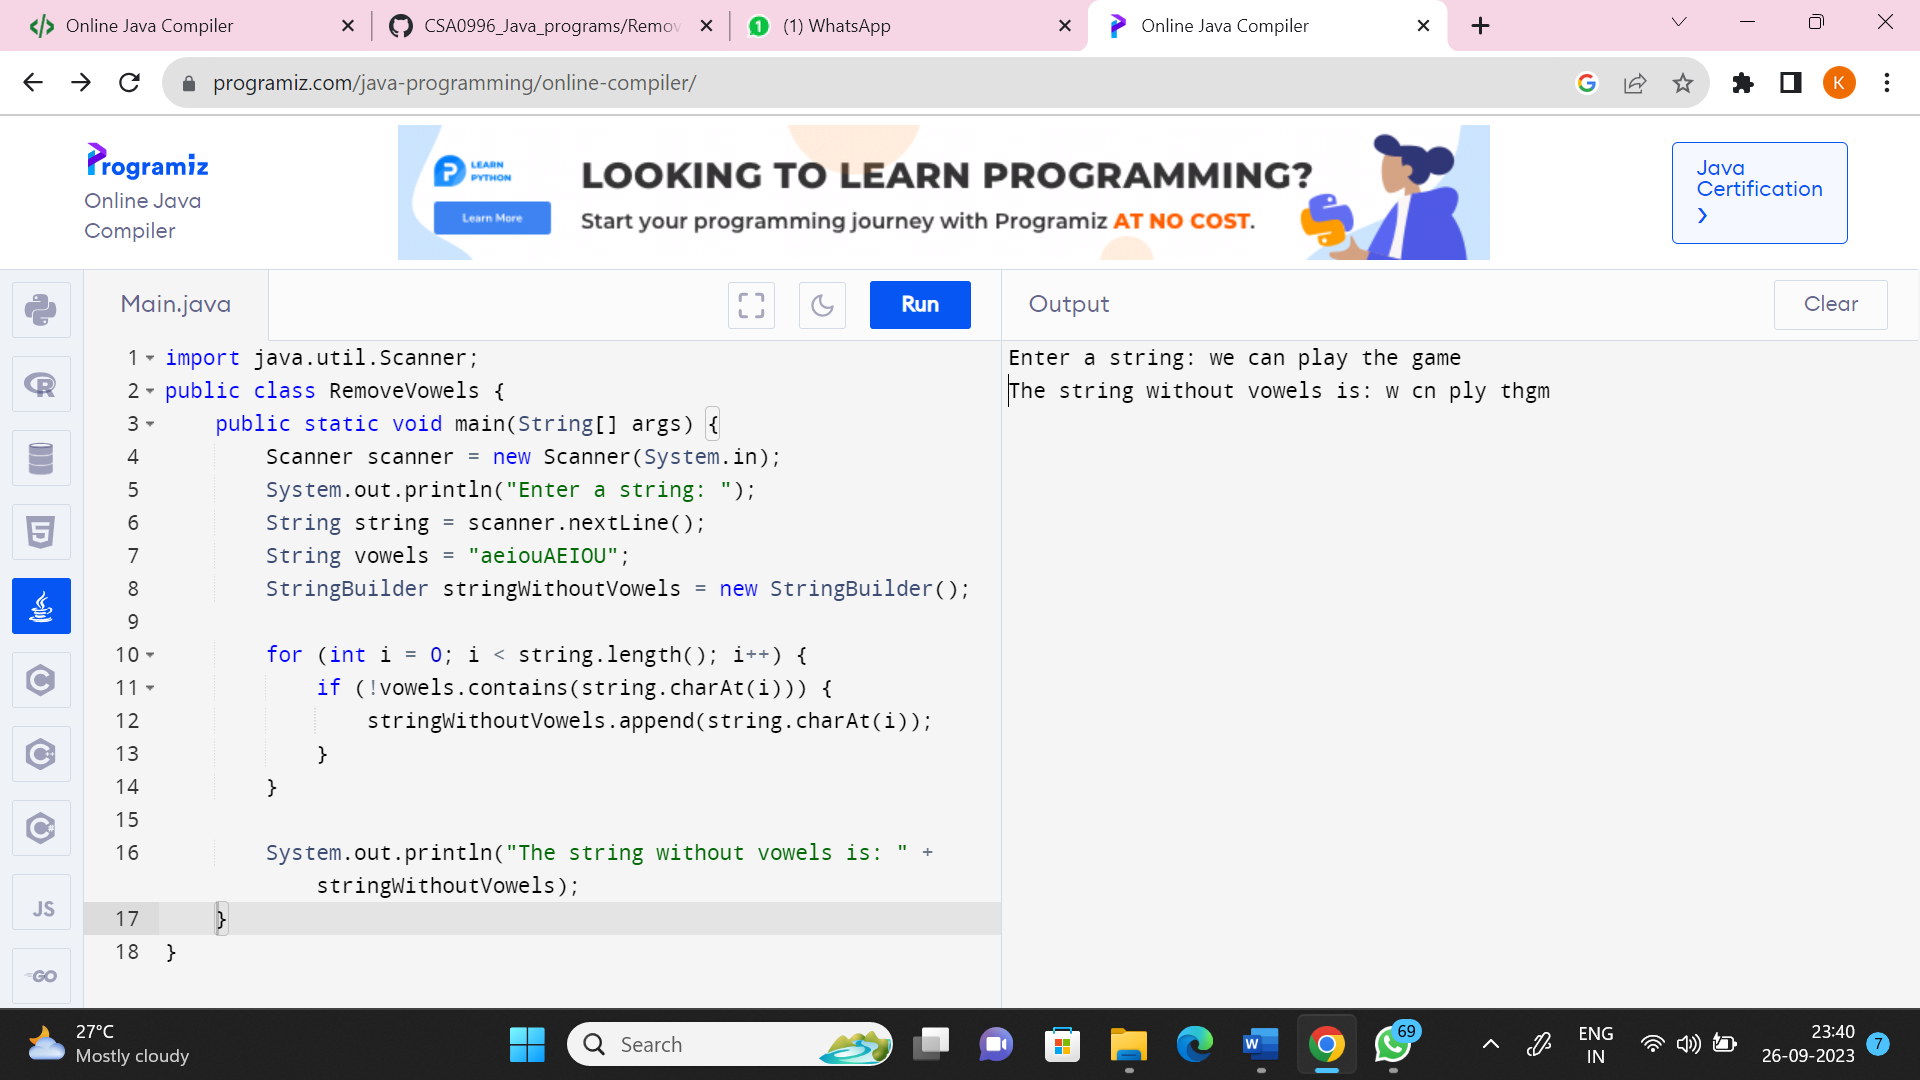 Online Java Compiler
CSA0996_Java_programs/Remov
(1) WhatsApp
Online Java Compiler
programiz.com/java-programming/online-compiler/
K
Programiz
Online Java
Compiler
LEARN
PYTHON
Learn More
LOOKING TO LEARN PROGRAMMING?
Start your programming journey with Programiz AT NO COST.
Java
Certification
Main.java
Run
Output
Clear
1 import java.util.Scanner;
2 public class RemoveVowels {
3 public static void main(String[] args) {
4 Scanner scanner = new Scanner(System.in);
5 System.out.println("Enter a string: ");
6 String string = scanner.nextLine();
7 String vowels = "aeiouAEIOU";
8 StringBuilder stringWithoutVowels = new StringBuilder();
9
10 for (int i = 0; i < string.length(); i++) {
11 if (!vowels.contains(string.charAt(i))) {
12 stringWithoutVowels.append(string.charAt(i));
13 }
14 }
15
16 System.out.println("The string without vowels is: " +
stringWithoutVowels);
17 }
18 }
Enter a string: we can play the game
The string without vowels is: w cn ply thgm
JS
GO
27°C
Mostly cloudy
Search
69
ENG
IN
23:40
26-09-2023
7